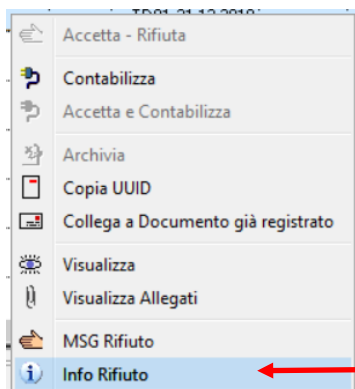 Accetta - Rifiuta
Contabilizza
Accetta e Contabilizza
Archivia
Copia UUID
Collega a Documento già registrato
Visualizza
Visualizza Allegati
MSG Rifiuto
Info Rifiuto